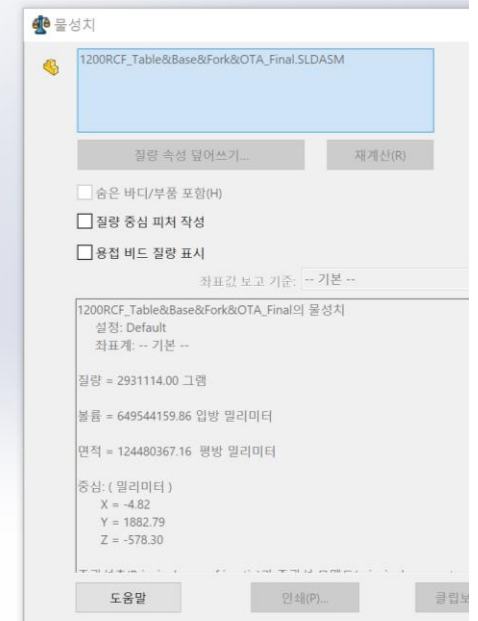 물성치
1200RCF_Table&Base&Fork&OTA_Final.SLDASM
질량 속성 덮어쓰기...
재계산(R)
숨은 바디/부품 포함(H)
질량 중심 피처 작성
용접 비드 질량 표시
좌표값 보고 기준: -- 기본 --
1200RCF_Table&Base&Fork&OTA_Final의 물성치
설정: Default
좌표계: -- 기본 --
질량 = 2931114.00 그램
볼륨 = 649544159.86 입방 밀리미터
면적 = 124480367.16 평방 밀리미터
중심: ( 밀리미터 )
X = -4.82
Y = 1882.79
Z = -578.30
도움말
인쇄(P)...
클립보